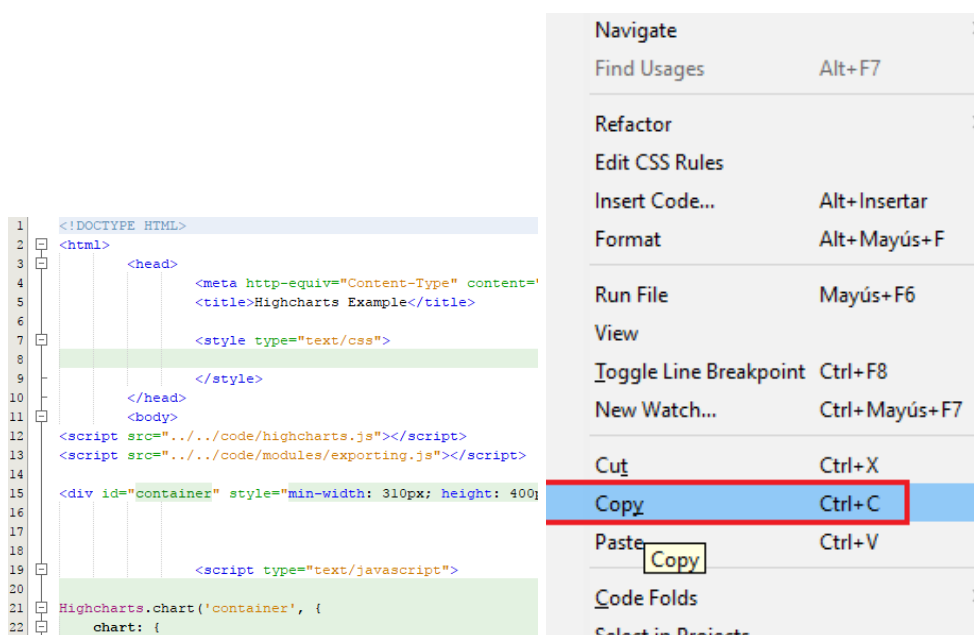 1 <!DOCTYPE HTML>
2 <html>
3 <head>
4 <meta http-equiv="Content-Type" content="
5 <title>Highcharts Example</title>
6
7 <style type="text/css">
8
9 </style>
10 </head>
11 <body>
12 <script src="../../code/highcharts.js"></script>
13 <script src="../../code/modules/exporting.js"></script>
14
15 <div id="container" style="min-width: 310px; height: 400p
16
17
18
19 <script type="text/javascript">
20
21 Highcharts.chart('container', {
22 chart: {
Navigate
Find Usages Alt+F7
Refactor
Edit CSS Rules
Insert Code... Alt+Insertar
Format Alt+Mayús+F
Run File Mayús+F6
View
Toggle Line Breakpoint Ctrl+F8
New Watch... Ctrl+Mayús+F7
Cut Ctrl+X
Copy Ctrl+C
Paste Ctrl+V
Copy
Code Folds
Select in Projects